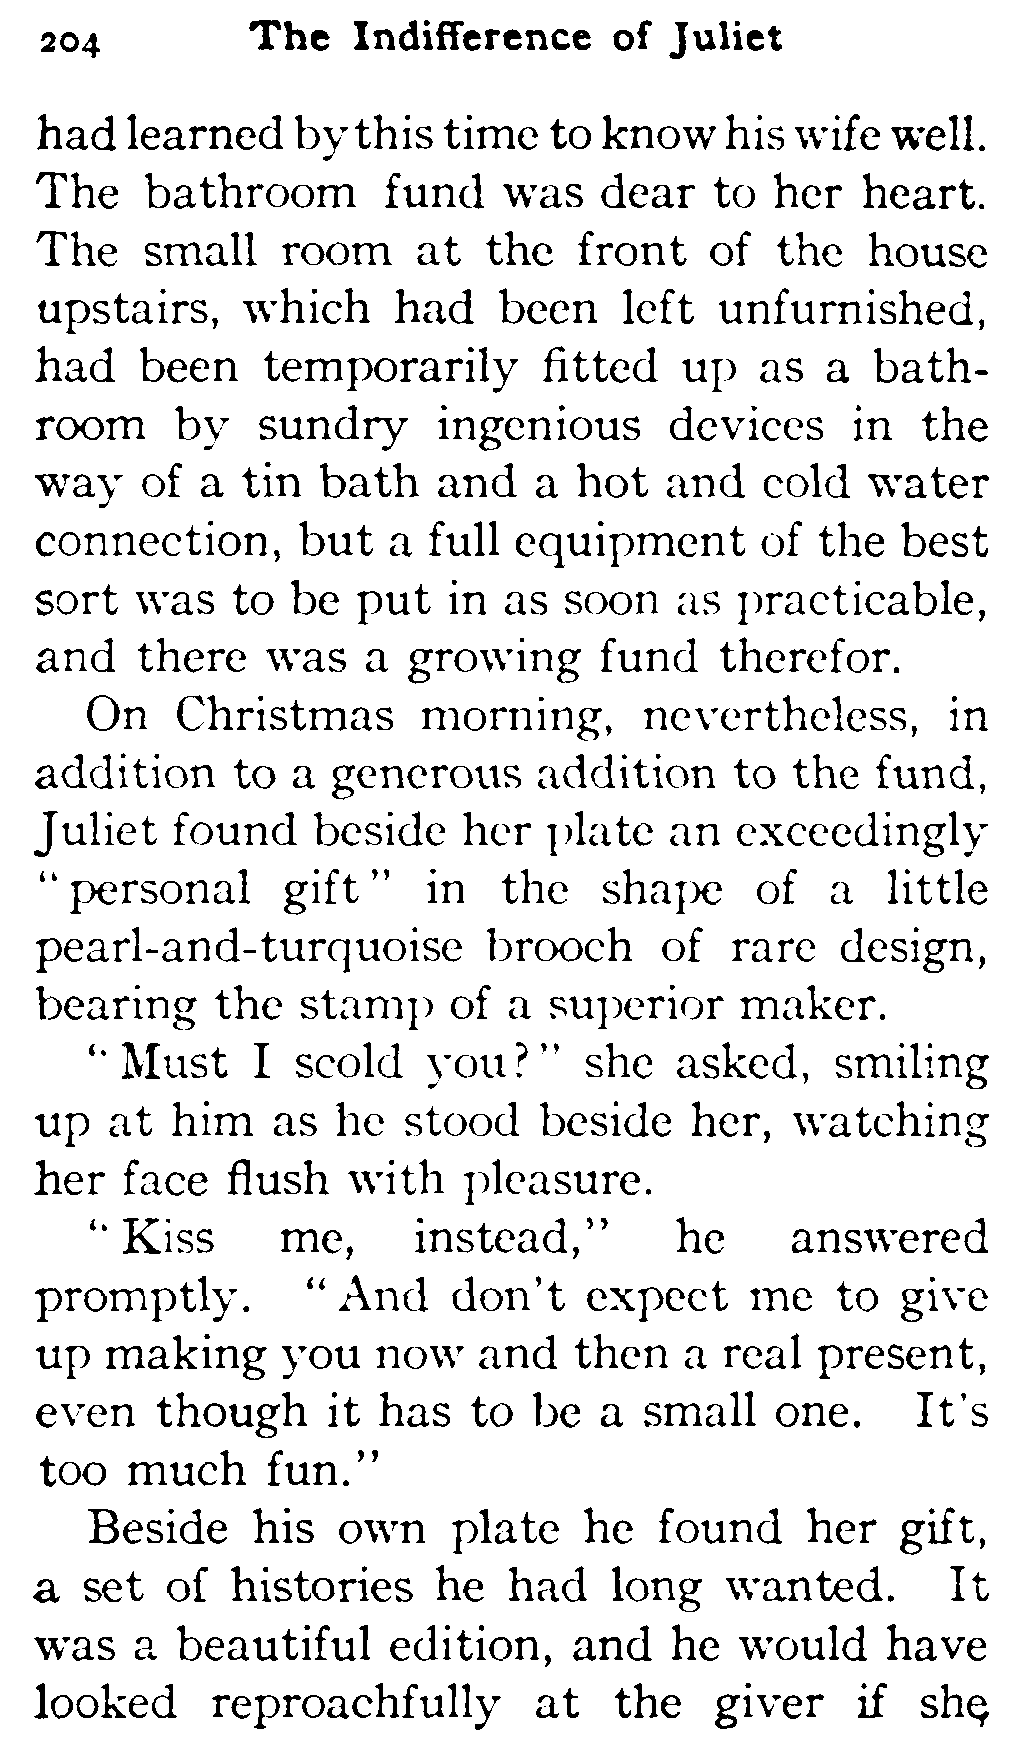 204 The Indifference of Juliet
had learned by this time to know his wife well.
The bathroom fund was dear to her heart.
The small room at the front of the house
upstairs, which had been left unfurnished,
had been temporarily fitted up as a bath-
room by sundry ingenious devices in the
way of a tin bath and a hot and cold water
connection, but a full equipment of the best
sort was to be put in as soon as practicable,
and there was a growing fund therefor.
On Christmas morning, nevertheless, in
addition to a generous addition to the fund,
Juliet found beside her plate an exceedingly
"personal gift" in the shape of a little
pearl-and-turquoise brooch of rare design,
bearing the stamp of a superior maker.
"Must I scold you?" she asked, smiling
up at him as he stood beside her, watching
her face flush with pleasure.
"Kiss me, instead," he answered
promptly. "And don't expect me to give
up making you now and then a real present,
even though it has to be a small one. It's
too much fun."
Beside his own plate he found her gift,
a set of histories he had long wanted. It
was a beautiful edition, and he would have
looked reproachfully at the giver if she